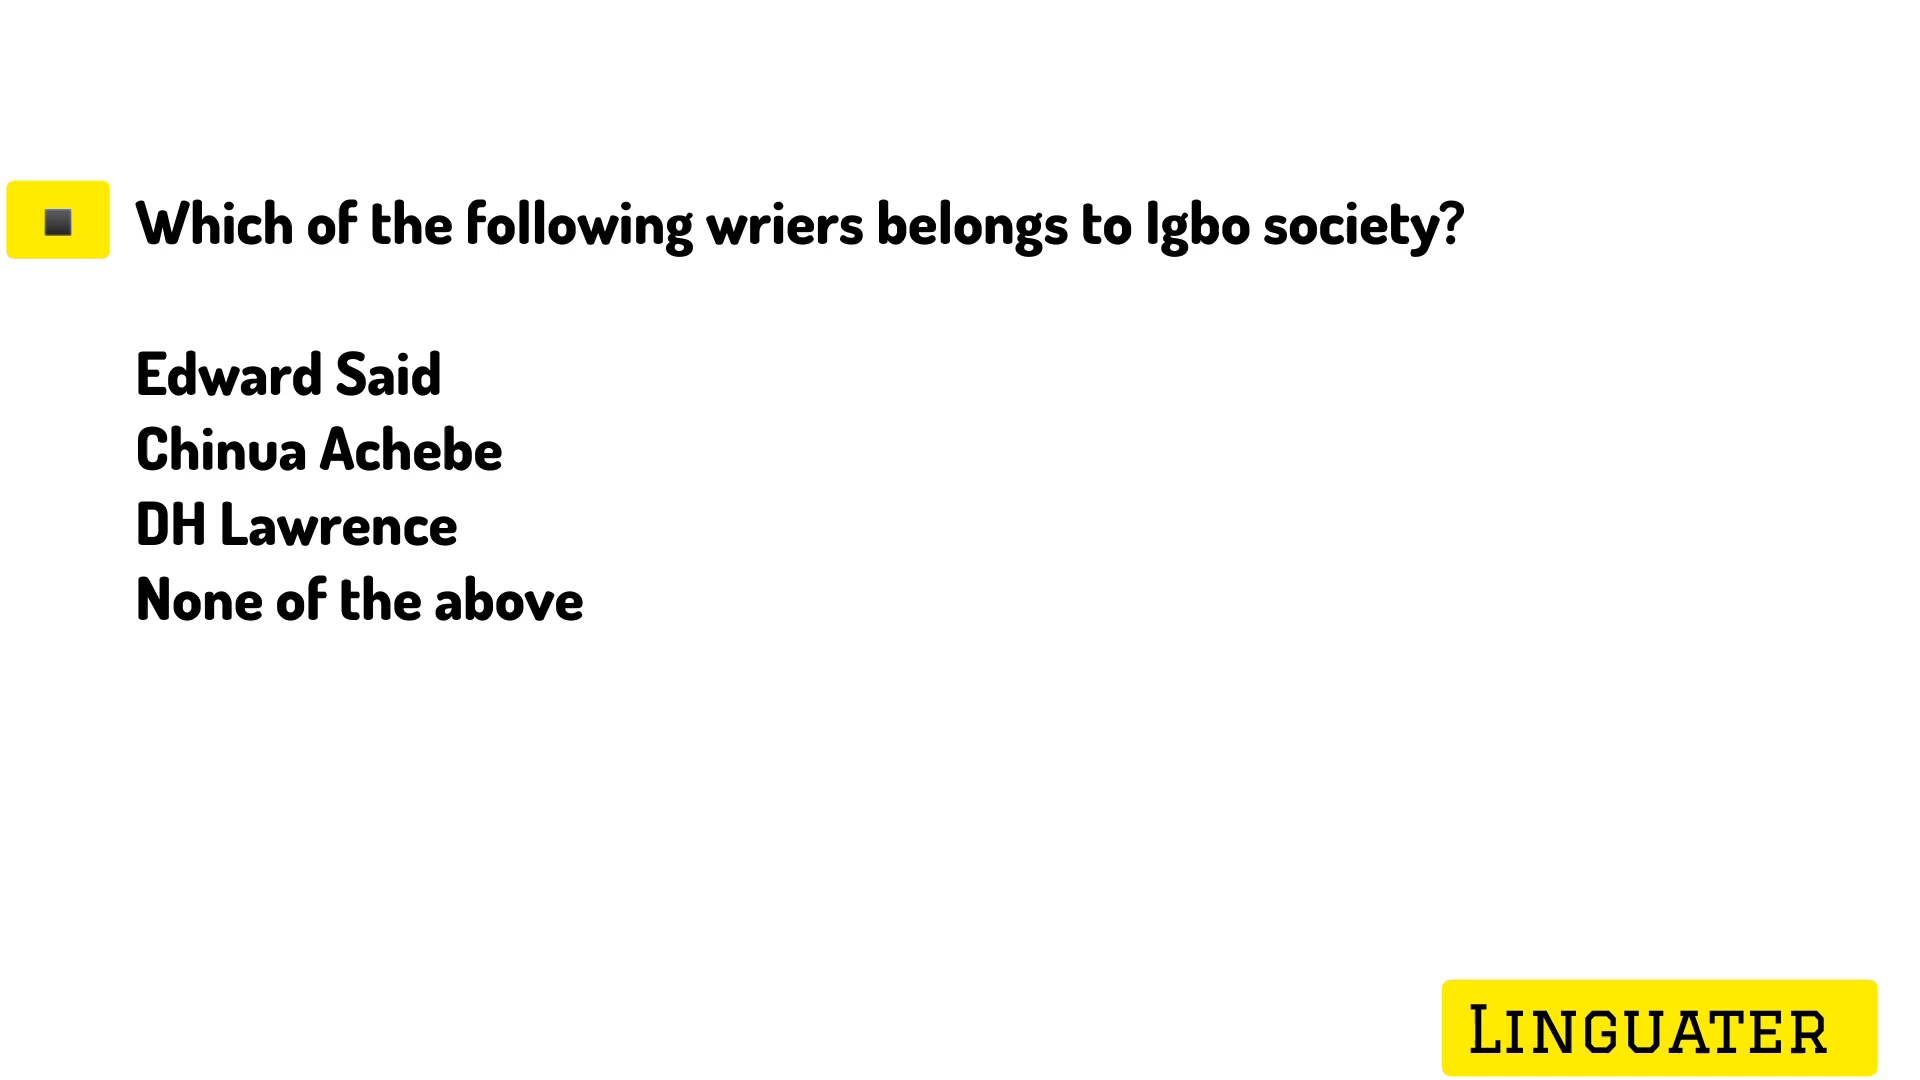 Which of the following wriers belongs to Igbo society?
Edward Said
Chinua Achebe
DH Lawrence
None of the above
LINGUATER